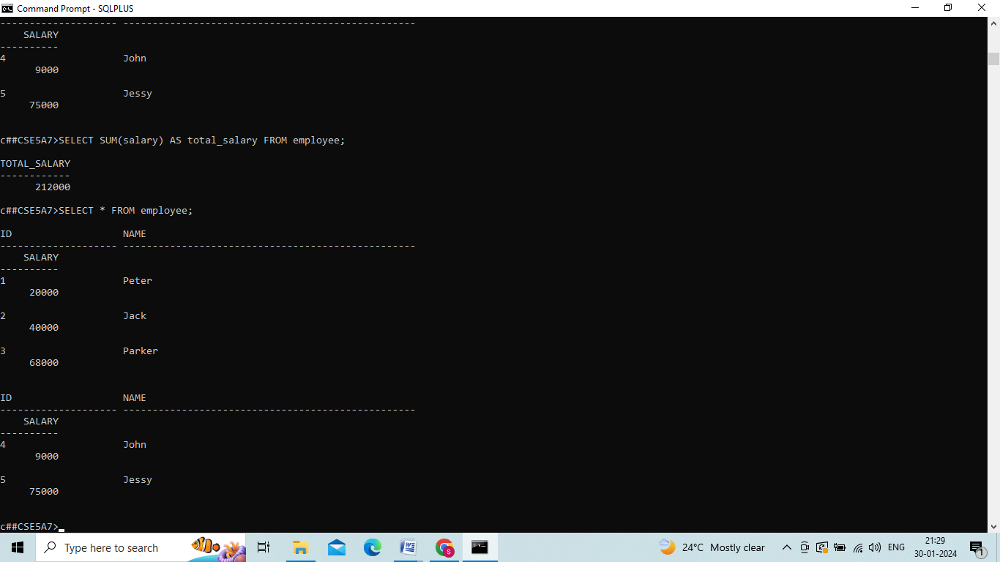 Command Prompt - SQLPLUS
-------------------- --------------------------------------------------
    SALARY
----------
4                    John
      9000

5                    Jessy
     75000


c##CSE5A7>SELECT SUM(salary) AS total_salary FROM employee;

TOTAL_SALARY
------------
      212000

c##CSE5A7>SELECT * FROM employee;

ID                   NAME
-------------------- --------------------------------------------------
    SALARY
----------
1                    Peter
     20000

2                    Jack
     40000

3                    Parker
     68000


ID                   NAME
-------------------- --------------------------------------------------
    SALARY
----------
4                    John
      9000

5                    Jessy
     75000


c##CSE5A7>
Type here to search
W
S
24°C Mostly clear
ENG
21:29
30-01-2024
1